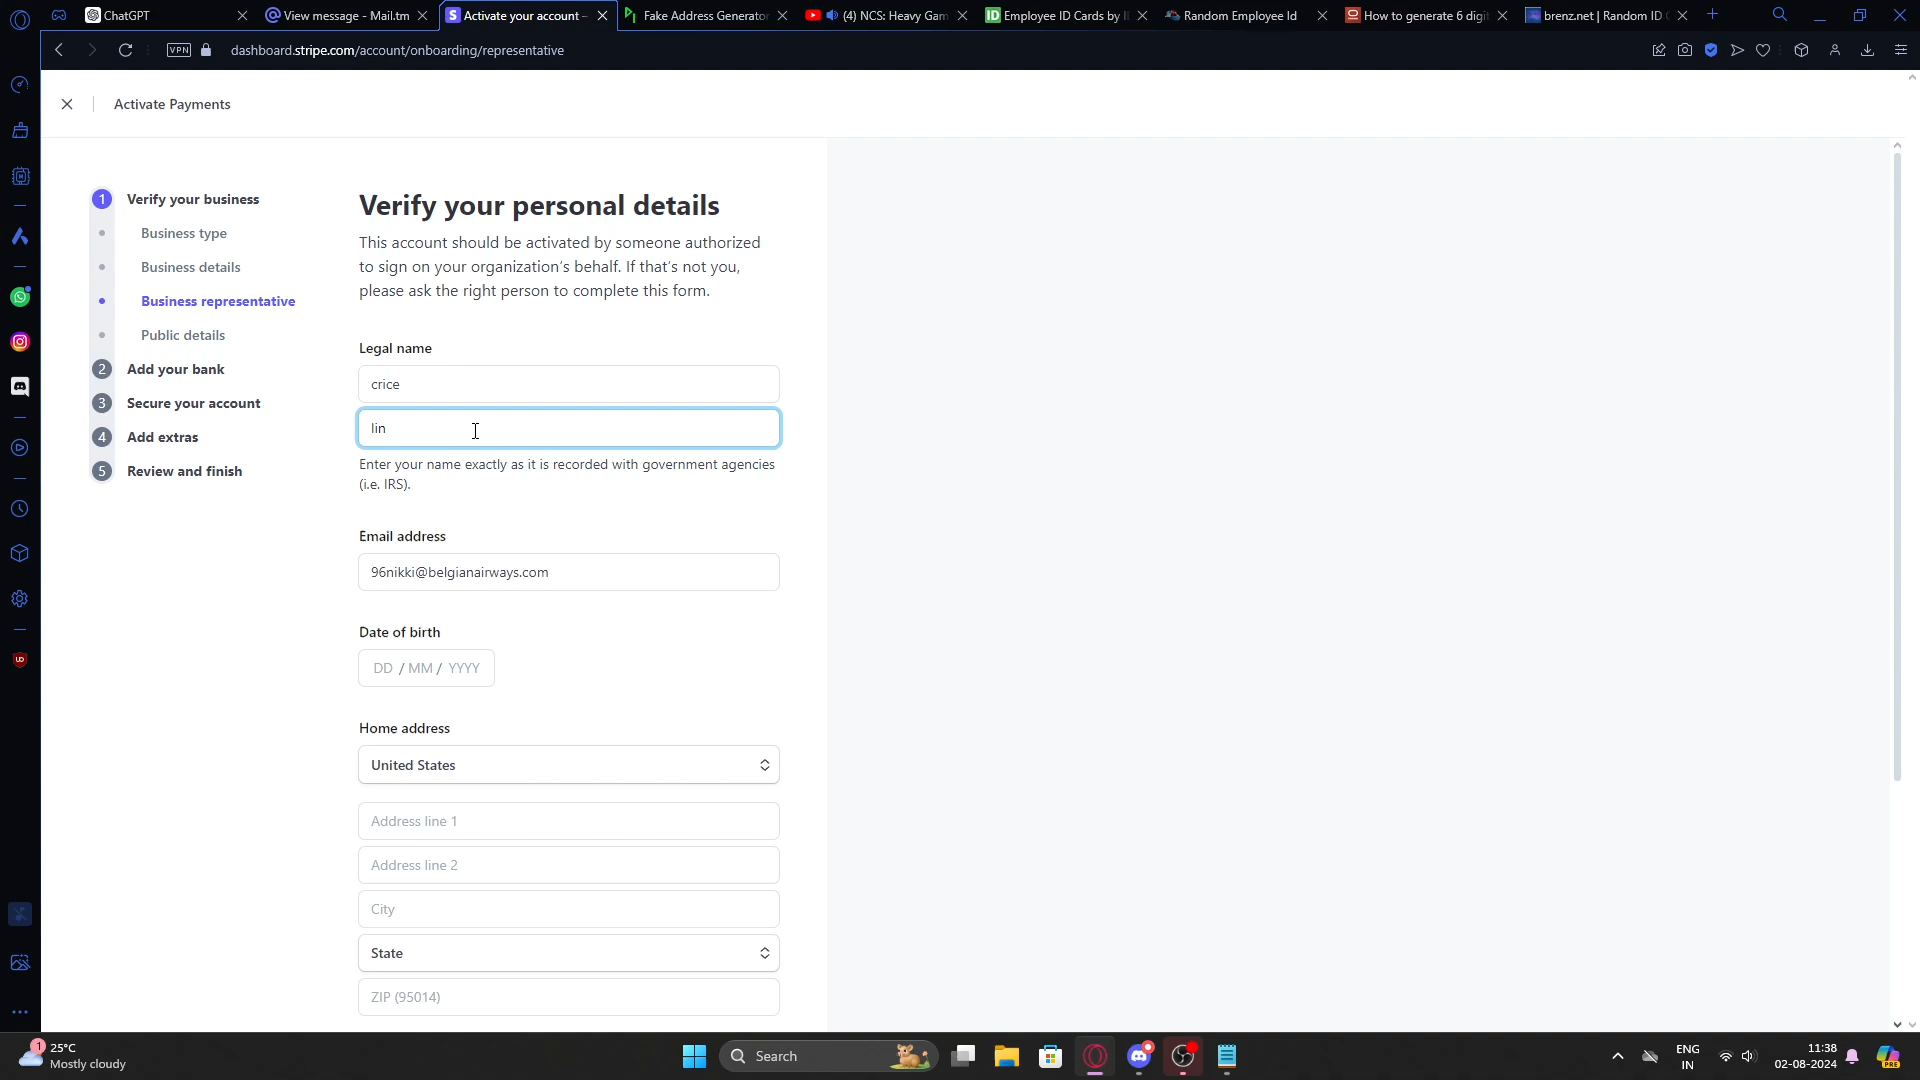 ChatGPT
View message - Mail.tm
Activate your account -
Fake Address Generator
(4) NCS: Heavy Gam
Employee ID Cards by I
Random Employee Id
How to generate 6 digit
brenz.net | Random ID
VPN
dashboard.stripe.com/account/onboarding/representative
Activate Payments
1 Verify your business
Business type
Business details
Business representative
Public details
2 Add your bank
3 Secure your account
4 Add extras
5 Review and finish
Verify your personal details
This account should be activated by someone authorized
to sign on your organization's behalf. If that's not you,
please ask the right person to complete this form.
Legal name
crice
lin
Enter your name exactly as it is recorded with government agencies
(i.e. IRS).
Email address
96nikki@belgianairways.com
Date of birth
DD / MM / YYYY
Home address
United States
Address line 1
Address line 2
City
State
ZIP (95014)
1
25°C
Mostly cloudy
Search
ENG
IN
11:38
02-08-2024
PRE